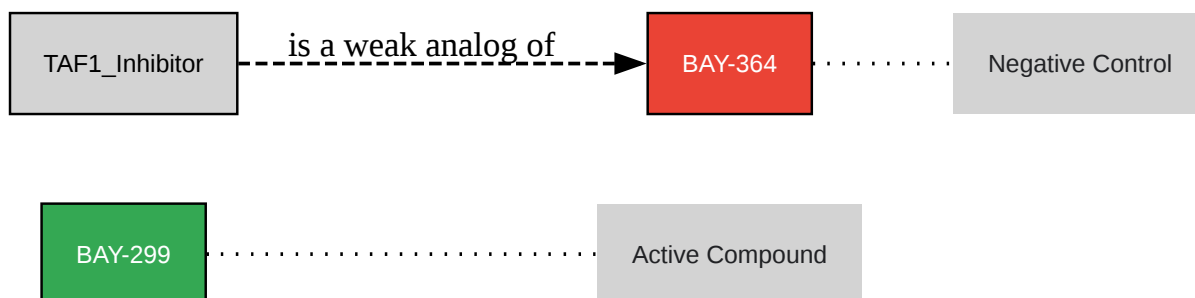 TAF1_Inhibitor
is a weak analog of
BAY-364
Negative Control
BAY-299
Active Compound